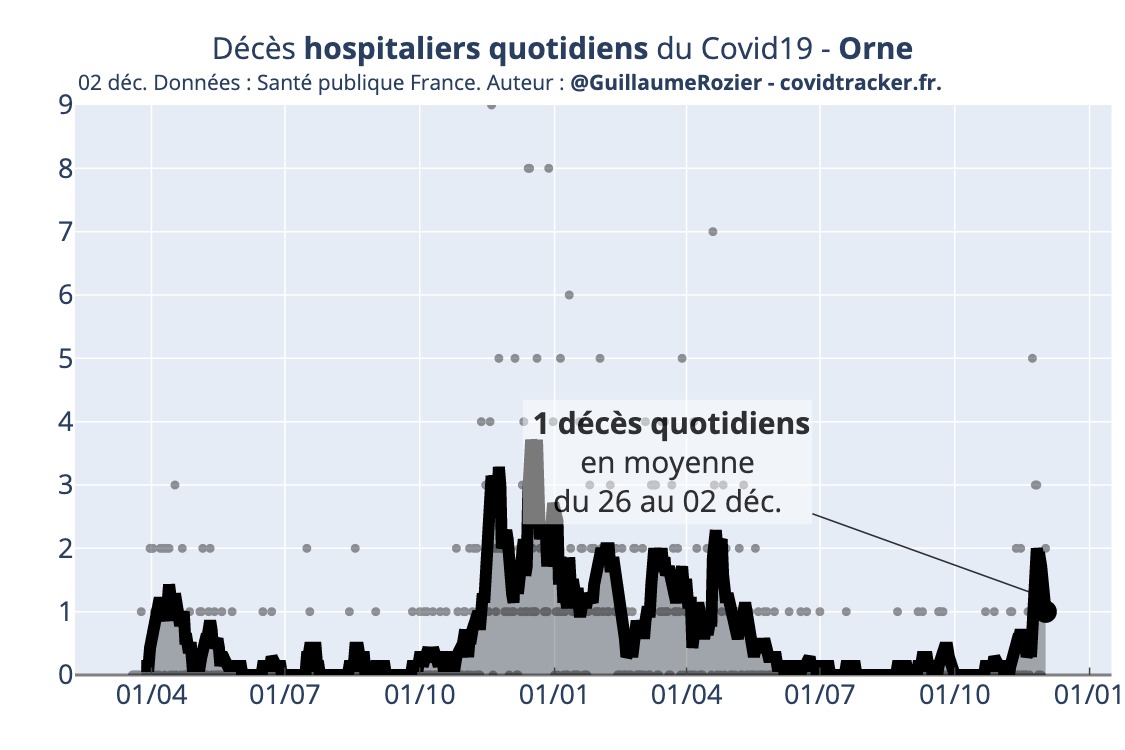 Décès hospitaliers quotidiens du Covid19 - Orne
02 déc. Données : Santé publique France. Auteur : @GuillaumeRozier - covidtracker.fr.
9
8
7
6
5
4
3
2
1
0
1 décès quotidiens
en moyenne
du 26 au 02 déc.
01/04 01/07 01/10 01/01 01/04 01/07 01/10 01/01